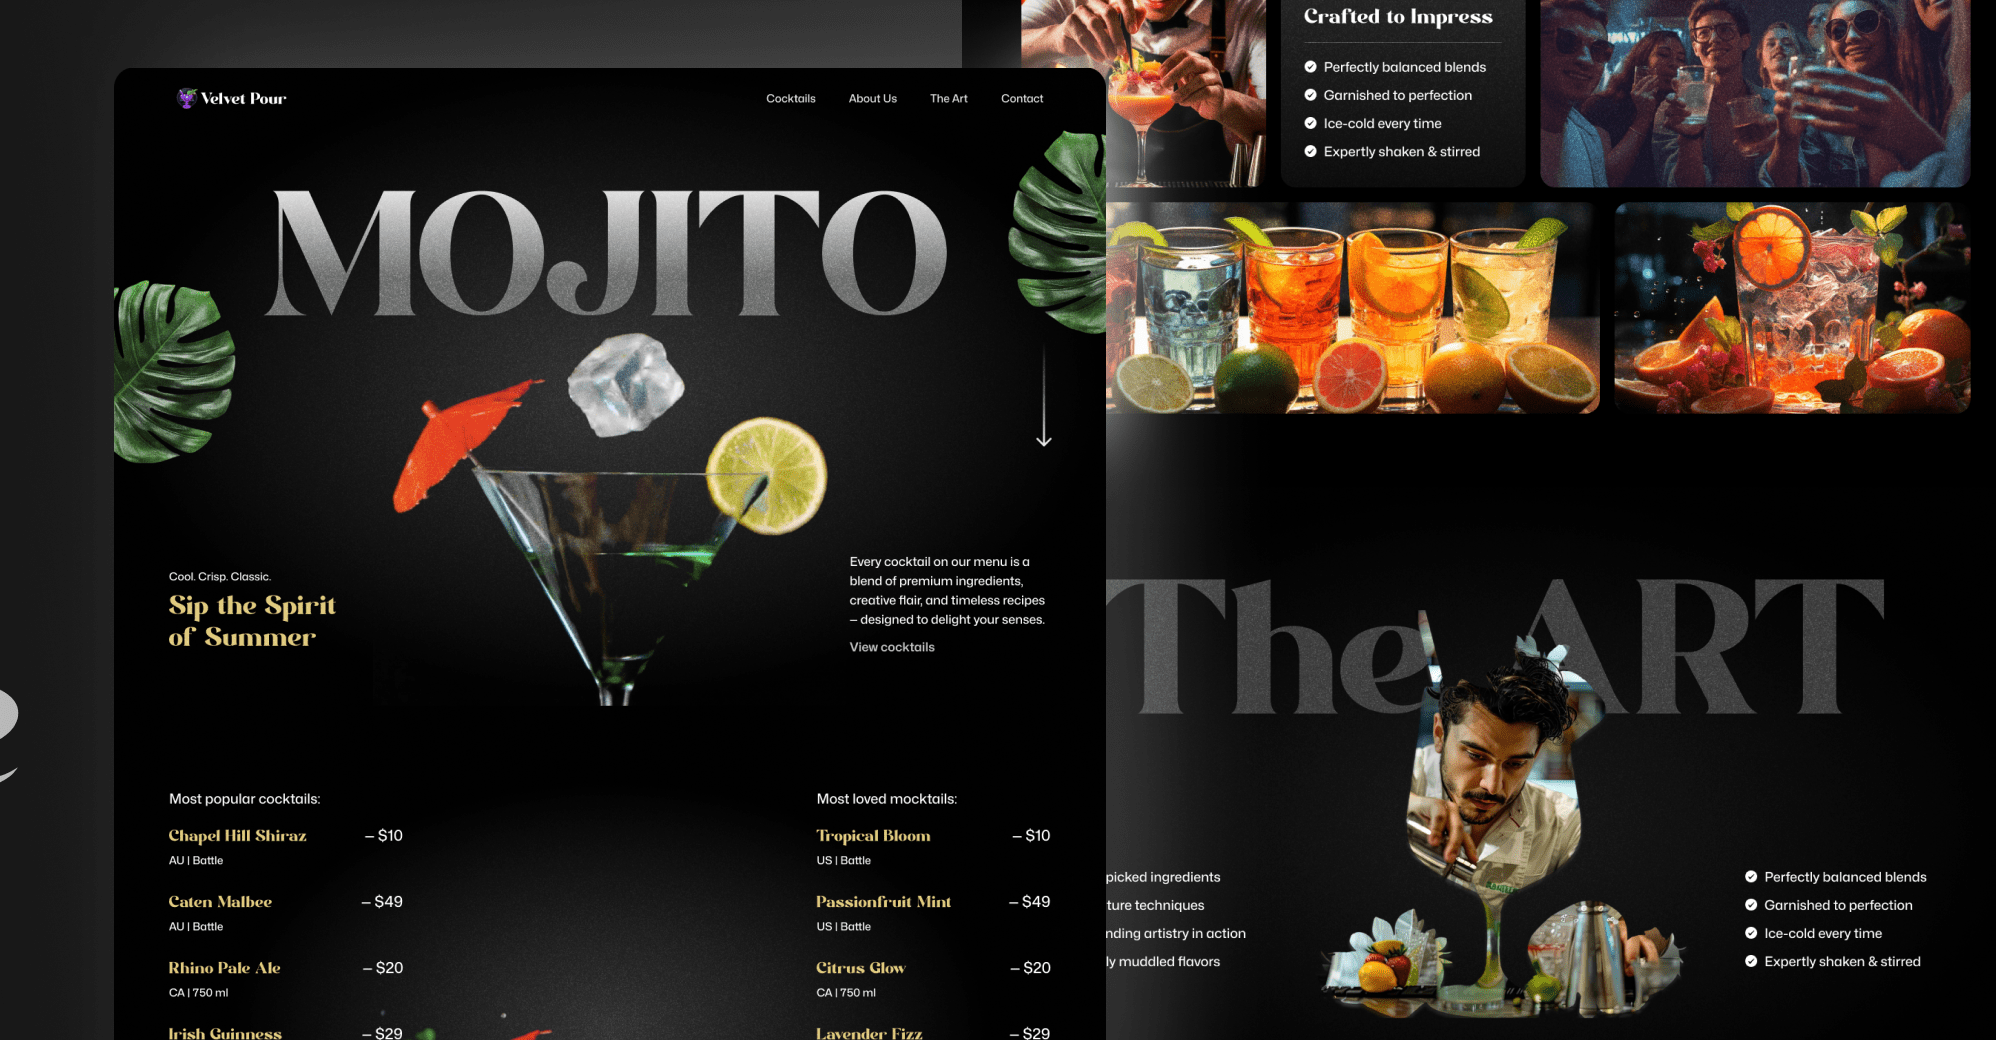 Velvet Pour
Cocktails
About Us
The Art
Contact
MOJITO
Cool. Crisp. Classic.
Sip the Spirit
of Summer
Every cocktail on our menu is a
blend of premium ingredients,
creative flair, and timeless recipes
– designed to delight your senses.
View cocktails
Most popular cocktails:
Chapel Hill Shiraz – $10
AU | Battle
Caten Malbee – $49
AU | Battle
Rhino Pale Ale – $20
CA | 750 ml
Irish Guinness – $29
Most loved mocktails:
Tropical Bloom – $10
US | Battle
Passionfruit Mint – $49
US | Battle
Citrus Glow – $20
CA | 750 ml
Lavender Fizz – $29
Crafted to Impress
Perfectly balanced blends
Garnished to perfection
Ice-cold every time
Expertly shaken & stirred
The ART
picked ingredients
ture techniques
nding artistry in action
ly muddled flavors
Perfectly balanced blends
Garnished to perfection
Ice-cold every time
Expertly shaken & stirred